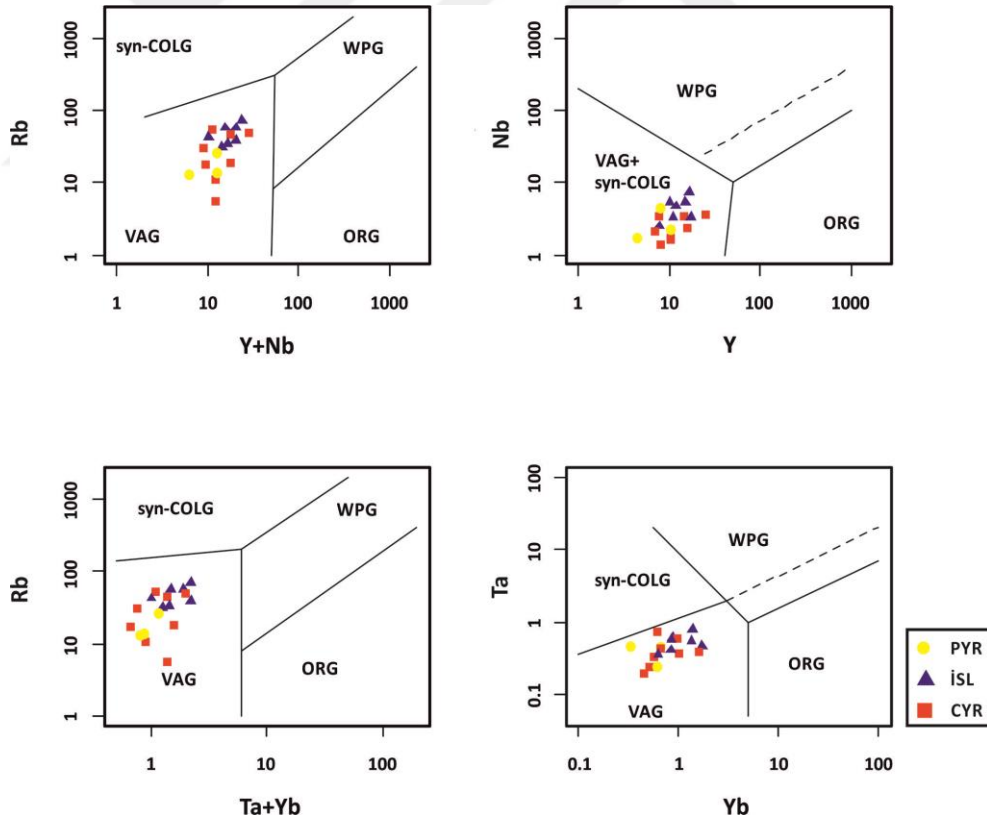 syn-COLG
WPG
VAG
ORG
Rb
1
10
100
1000
1
10
100
1000
Y+Nb
WPG
VAG+
syn-COLG
ORG
Nb
1
10
100
1000
1
10
100
1000
Y
syn-COLG
WPG
VAG
ORG
Rb
1
10
100
1000
1
10
100
Ta+Yb
WPG
syn-COLG
VAG
ORG
Ta
0.1
1
10
100
0.1
1
10
100
Yb
PYR
İSL
CYR